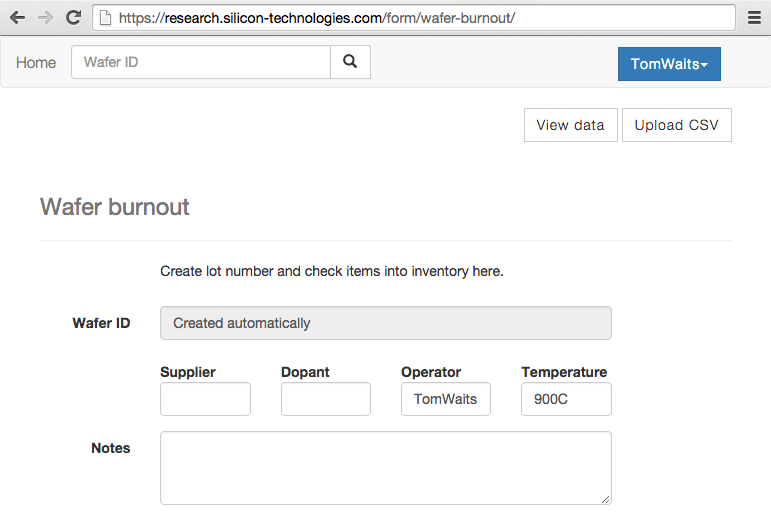 https://research.silicon-technologies.com/form/wafer-burnout/
Home Wafer ID TomWaits
View data Upload CSV
Wafer burnout
Create lot number and check items into inventory here.
Wafer ID Created automatically
Supplier Dopant Operator Temperature
TomWaits 900C
Notes